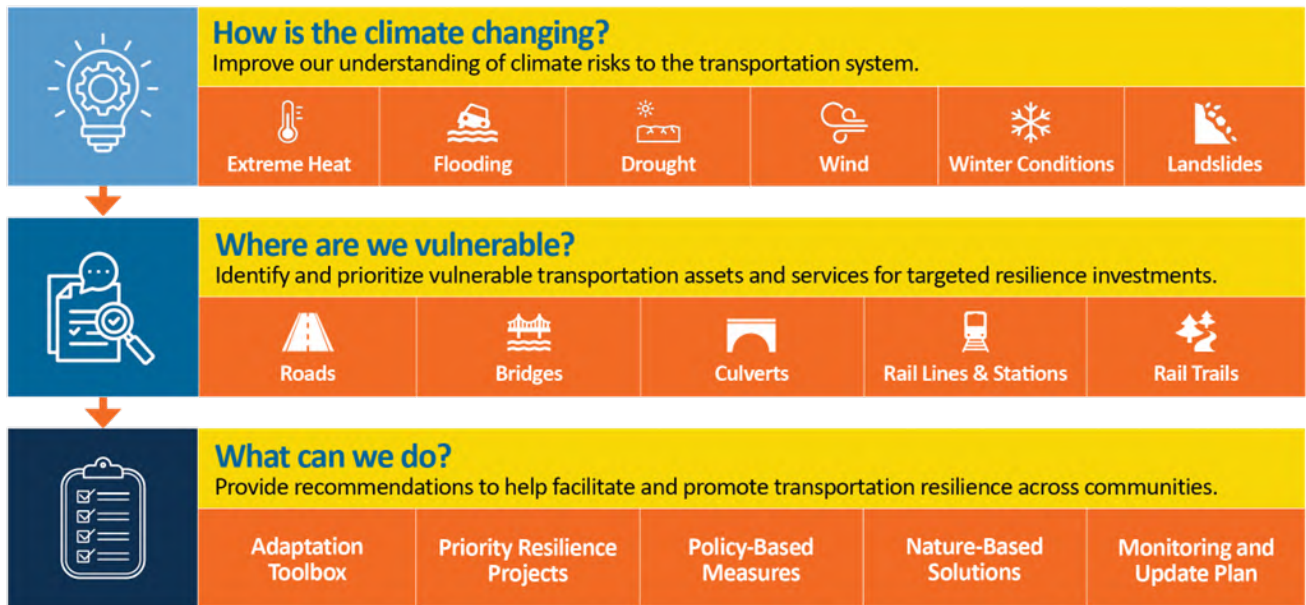 How is the climate changing?
Improve our understanding of climate risks to the transportation system.
Extreme Heat
Flooding
Drought
Wind
Winter Conditions
Landslides
Where are we vulnerable?
Identify and prioritize vulnerable transportation assets and services for targeted resilience investments.
Roads
Bridges
Culverts
Rail Lines & Stations
Rail Trails
What can we do?
Provide recommendations to help facilitate and promote transportation resilience across communities.
Adaptation
Toolbox
Priority Resilience
Projects
Policy-Based
Measures
Nature-Based
Solutions
Monitoring and
Update Plan